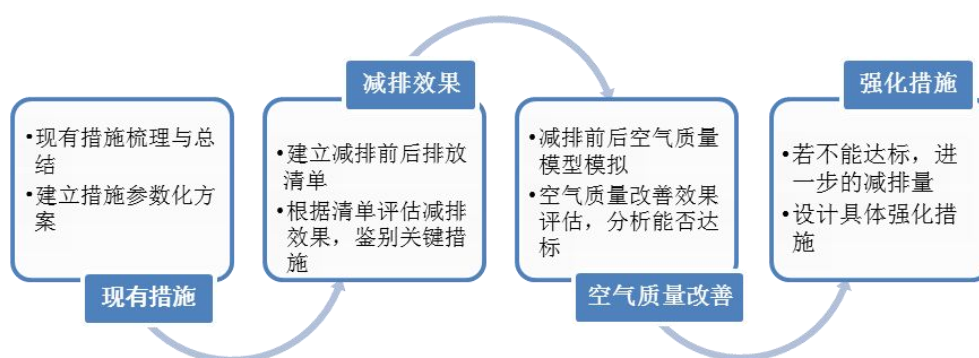 •现有措施梳理与总
结
•建立措施参数化方
案
现有措施
减排效果
•建立减排前后排放
清单
•根据清单评估减排
效果，鉴别关键措
施
•减排前后空气质量
模型模拟
•空气质量改善效果
评估，分析能否达
标
空气质量改善
强化措施
•若不能达标，进
一步的减排量
•设计具体强化措
施